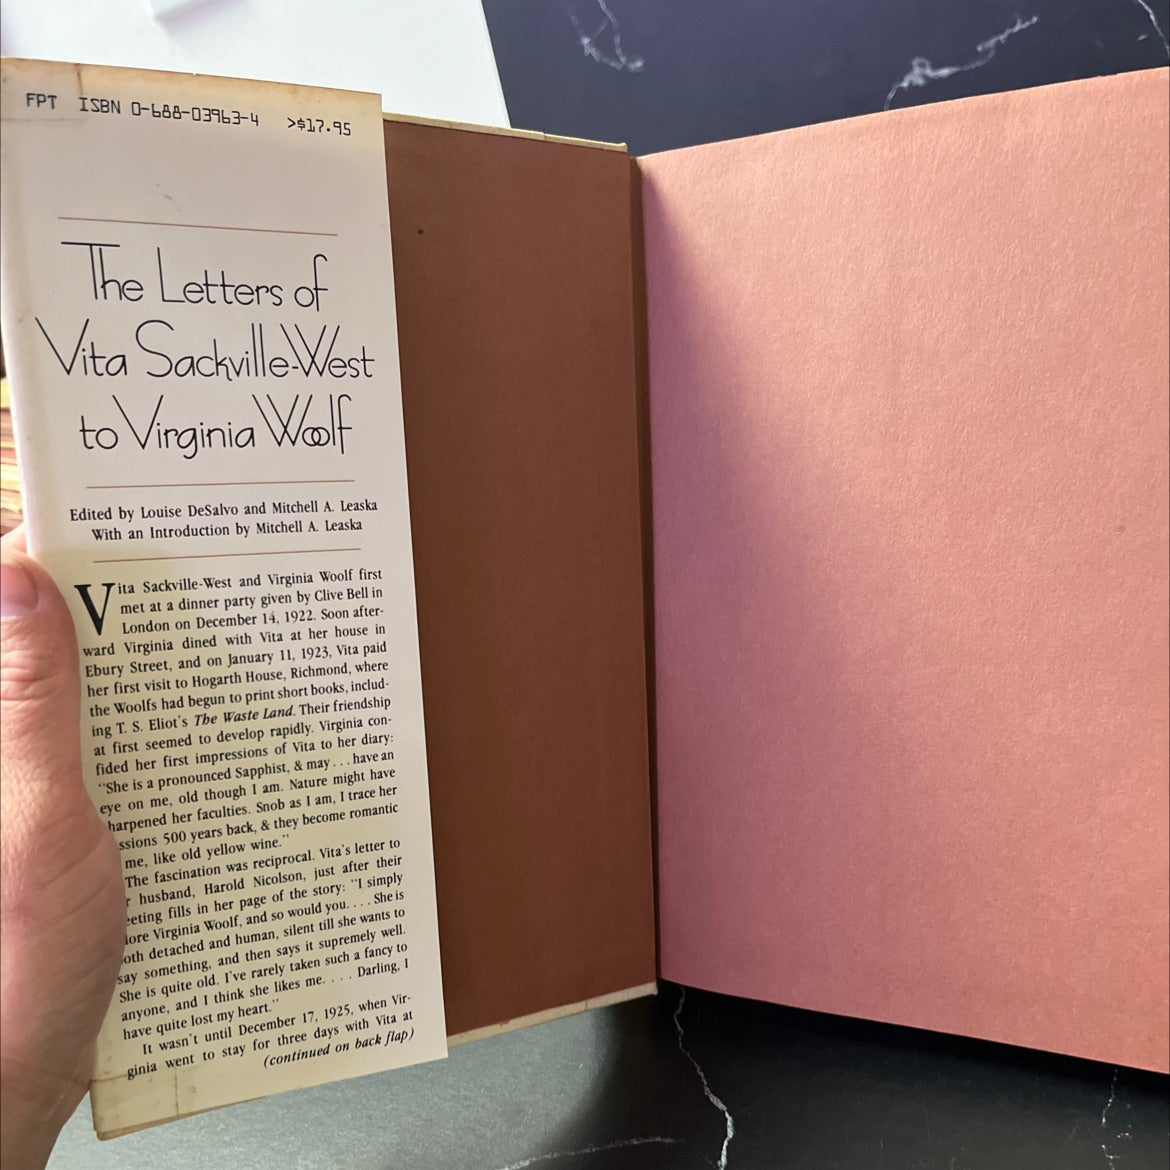 FPT ISBN 0-688-03963-4 >$17.95
The Letters of
Vita Sackville-West
to Virginia Woolf
Edited by Louise DeSalvo and Mitchell A. Leaska
With an Introduction by Mitchell A. Leaska
Vita Sackville-West and Virginia Woolf first
met at a dinner party given by Clive Bell in
London on December 14, 1922. Soon after-
ward Virginia dined with Vita at her house in
Ebury Street, and on January 11, 1923, Vita paid
her first visit to Hogarth House, Richmond, where
the Woolfs had begun to print short books, includ-
ing T. S. Eliot's The Waste Land. Their friendship
at first seemed to develop rapidly. Virginia con-
fided her first impressions of Vita to her diary:
"She is a pronounced Sapphist, & may . . . have an
eye on me, old though I am. Nature might have
harpened her faculties. Snob as I am, I trace her
ssions 500 years back, & they become romantic
me, like old yellow wine."
The fascination was reciprocal. Vita's letter to
r husband, Harold Nicolson, just after their
eeting fills in her page of the story: "I simply
lore Virginia Woolf, and so would you. . . . She is
oth detached and human, silent till she wants to
say something, and then says it supremely well.
She is quite old. I've rarely taken such a fancy to
anyone, and I think she likes me. . . . Darling, I
have quite lost my heart."
It wasn't until December 17, 1925, when Vir-
ginia went to stay for three days with Vita at
(continued on back flap)